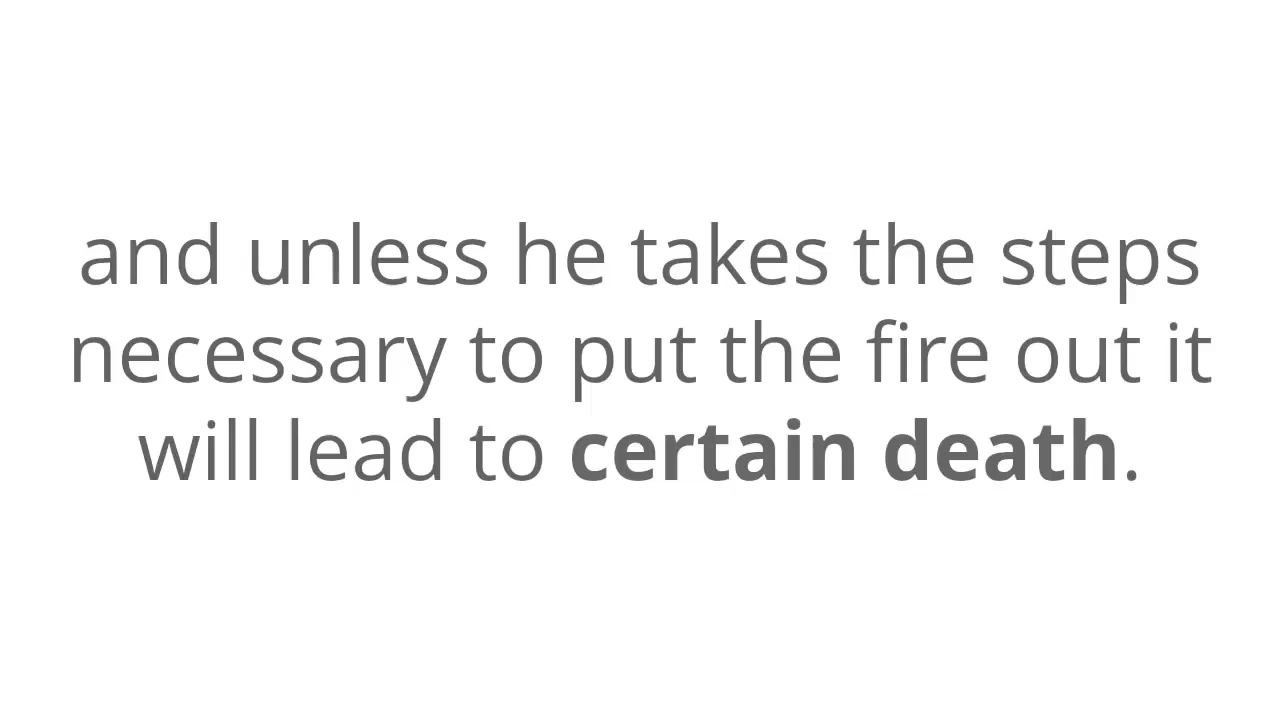 and unless he takes the steps
necessary to put the fire out it
will lead to certain death.